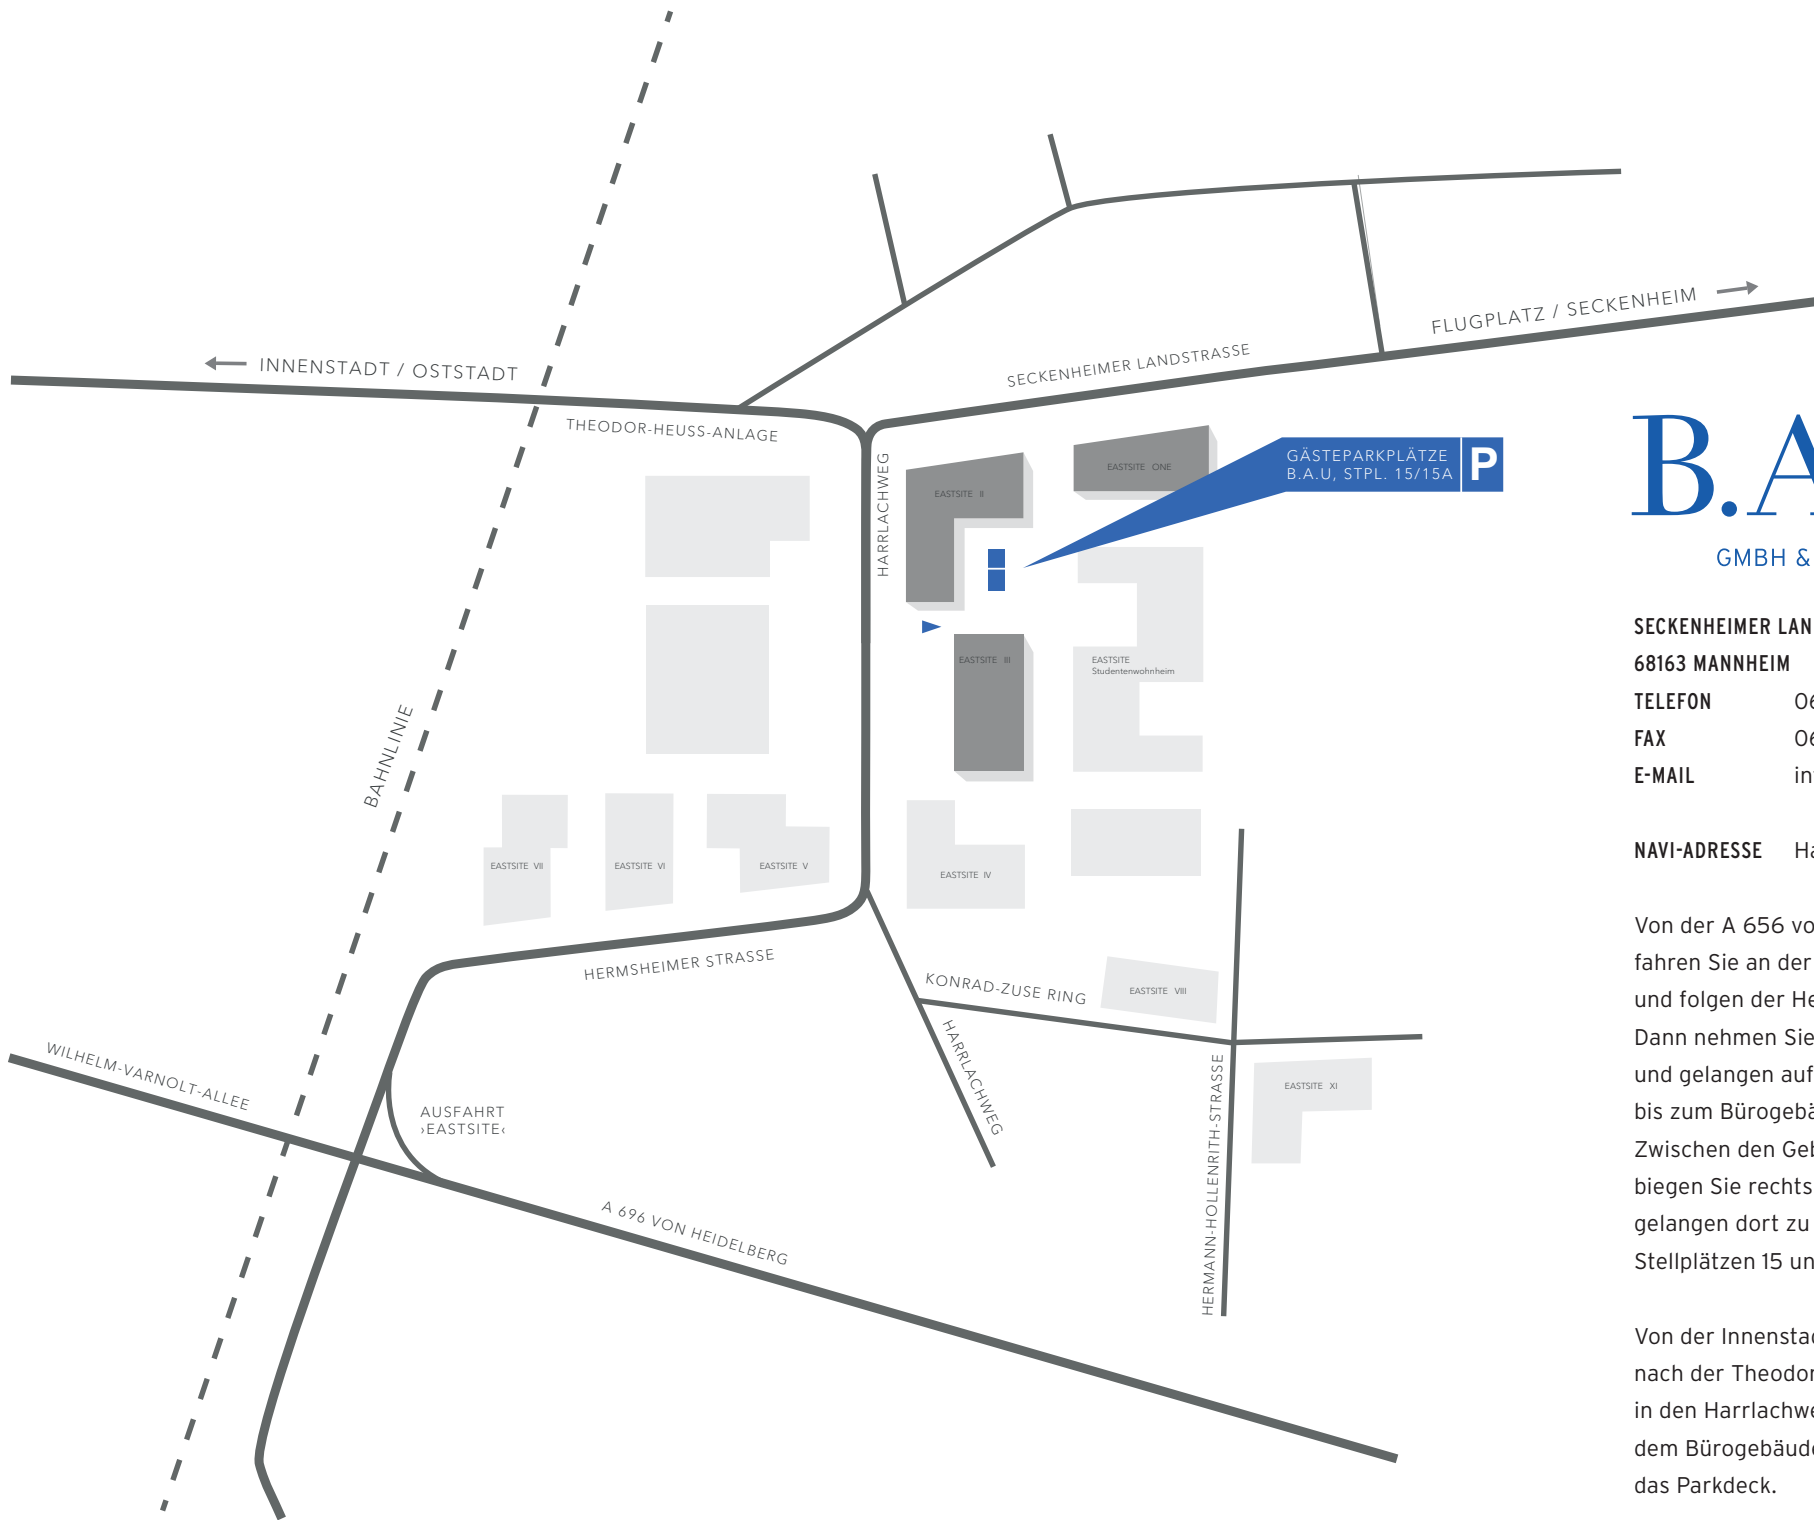 ← INNENSTADT / OSTSTADT
THEODOR-HEUSS-ANLAGE
SECKENHEIMER LANDSTRASSE
FLUGPLATZ / SECKENHEIM →
HARRLACHWEG
EASTSITE II
EASTSITE ONE
GÄSTEPARKPLÄTZE
B.A.U, STPL. 15/15A
P
EASTSITE III
EASTSITE
Studentenwohnheim
BAHNLINIE
EASTSITE VII
EASTSITE VI
EASTSITE V
EASTSITE IV
HERMSHEIMER STRASSE
KONRAD-ZUSE RING
EASTSITE VIII
HARRLACHWEG
WILHELM-VARNOLT-ALLEE
AUSFAHRT
›EASTSITE‹
HERMANN-HOLLENRITH-STRASSE
EASTSITE XI
A 696 VON HEIDELBERG
B.A
GMBH &
SECKENHEIMER LAN
68163 MANNHEIM
TELEFON 06
FAX 06
E-MAIL
NAVI-ADRESSE Ha
Von der A 656 vo
fahren Sie an der
und folgen der He
Dann nehmen Sie
und gelangen auf
bis zum Bürogebä
Zwischen den Geb
biegen Sie rechts
gelangen dort zu
Stellplätzen 15 un
Von der Innensta
nach der Theodor
in den Harrlachwe
dem Bürogebäude
das Parkdeck.